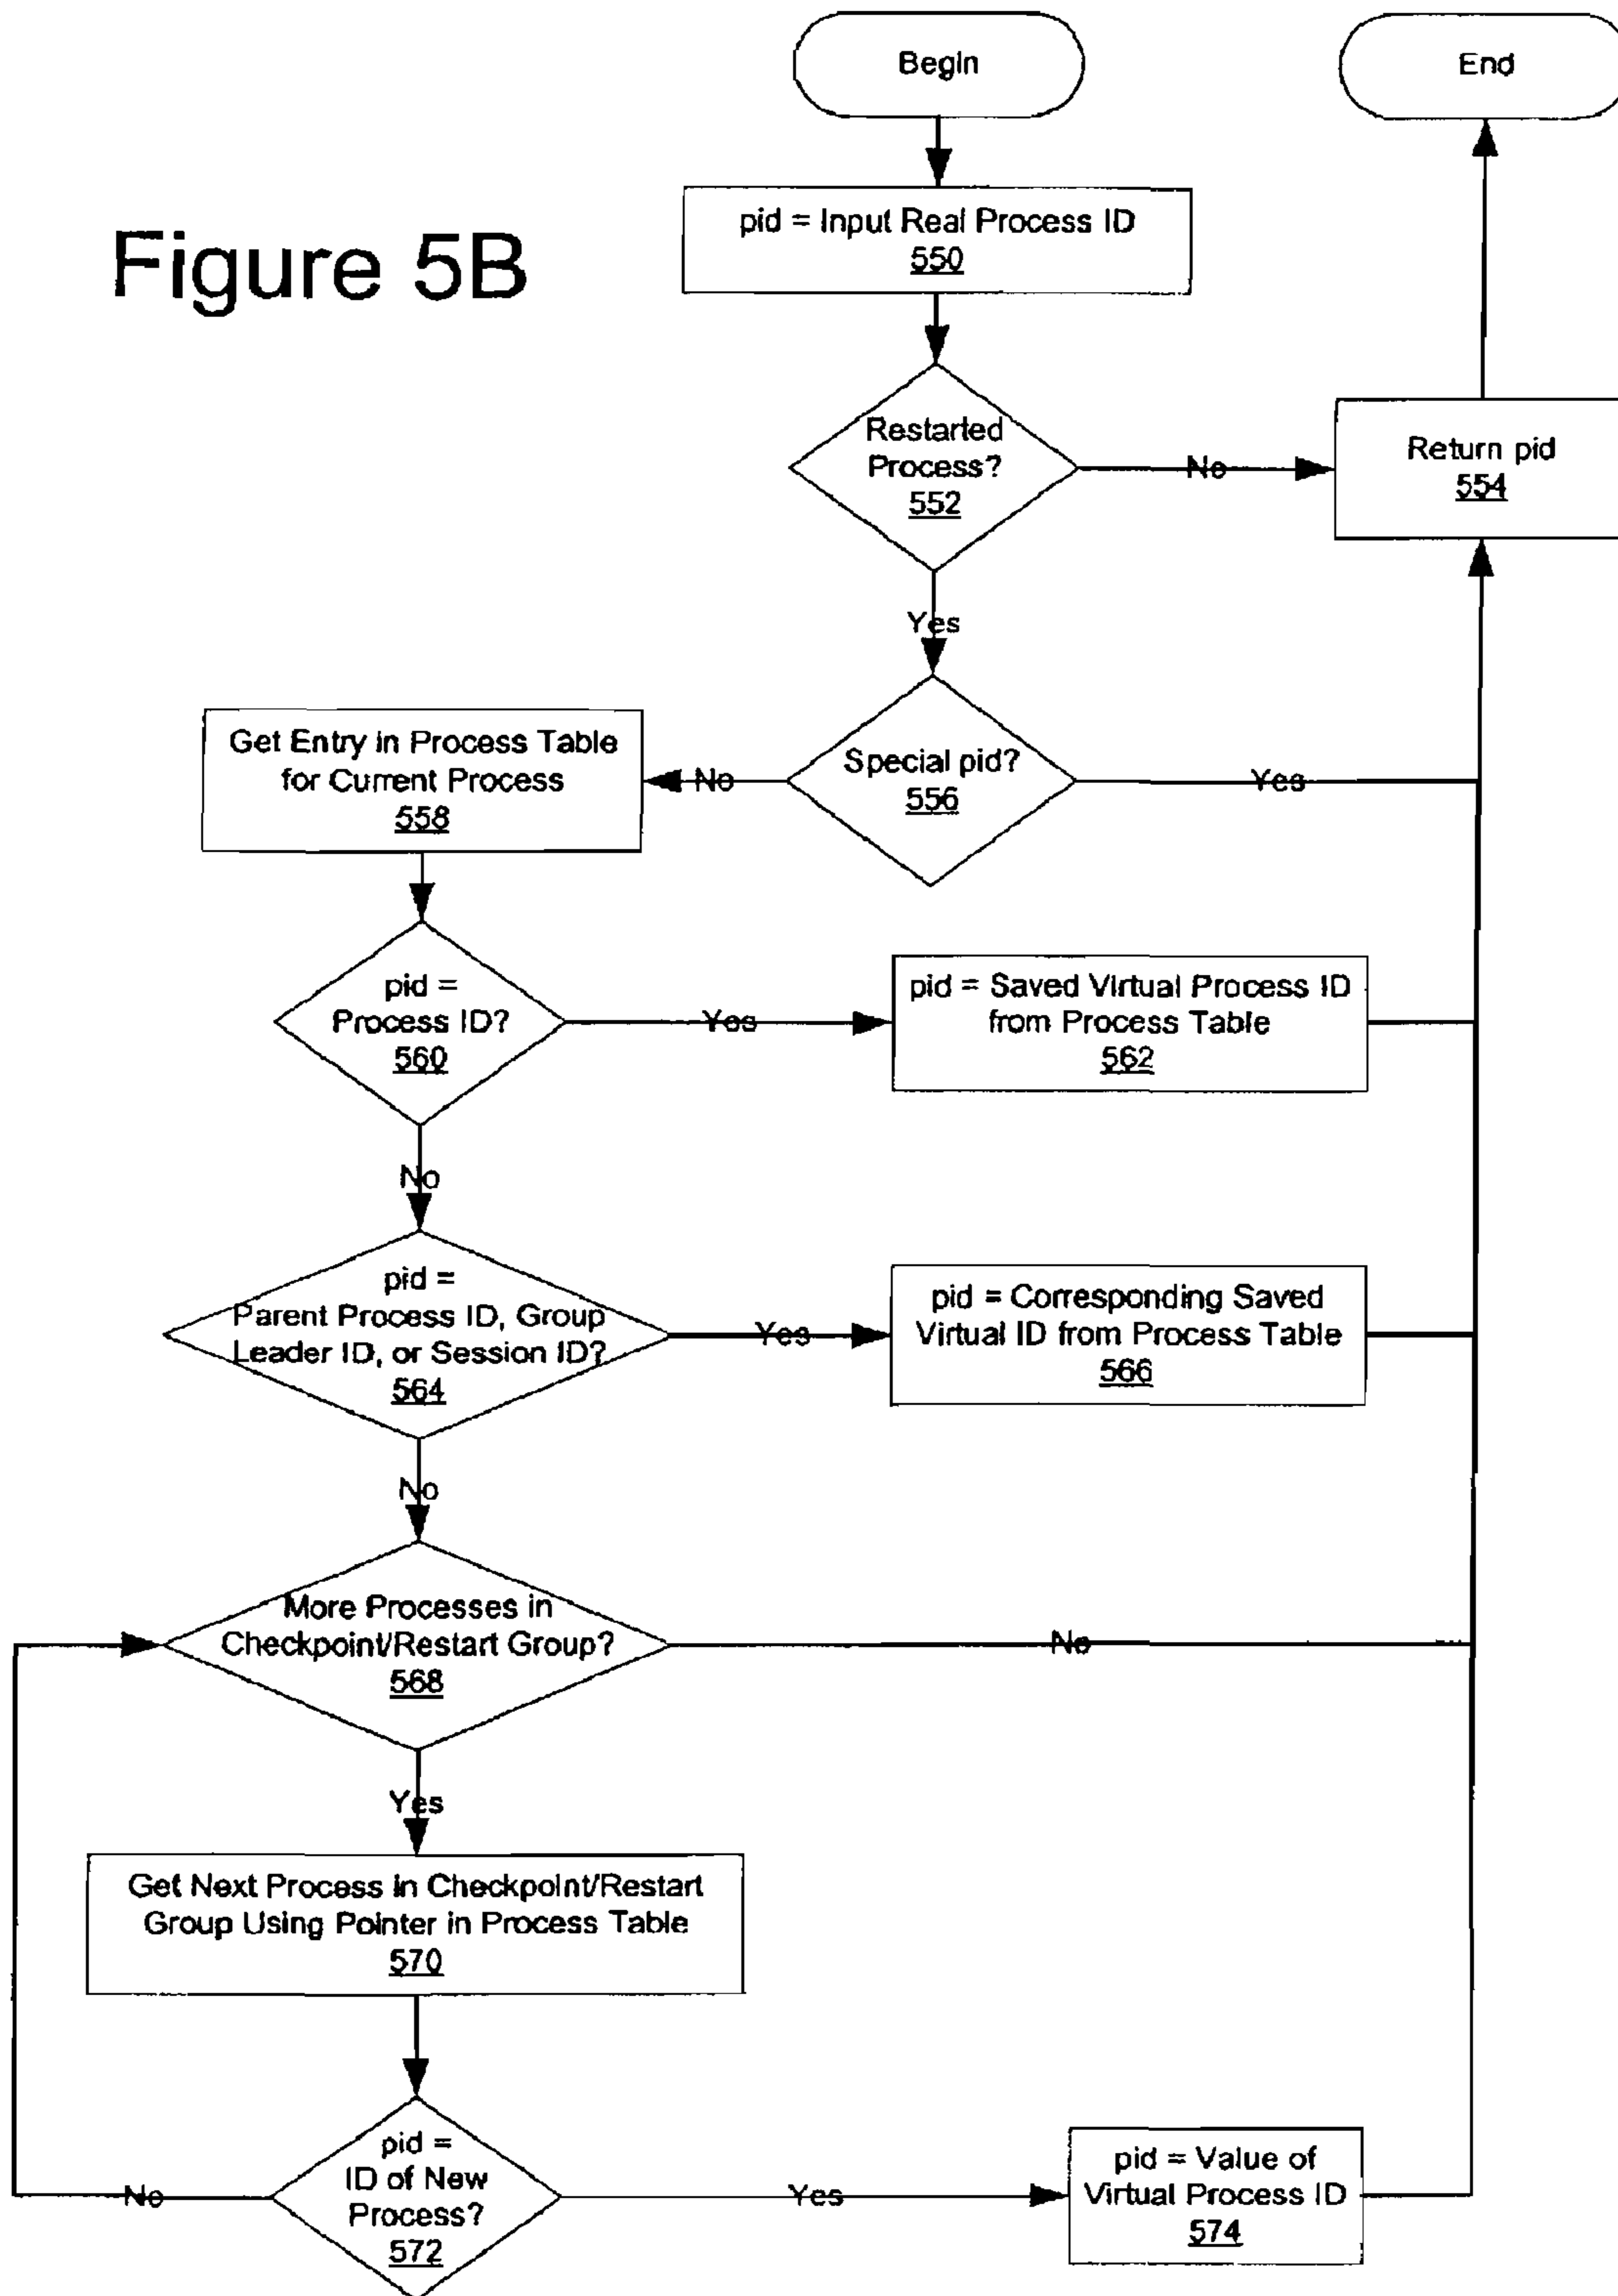 Begin
End
Figure 5B
pid = Input Real Process ID
550
Restarted
Process?
552
No
Return pid
554
Yes
Special pid?
556
Yes
No
Get Entry in Process Table
for Current Process
558
pid =
Process ID?
560
Yes
pid = Saved Virtual Process ID
from Process Table
562
No
pid =
Parent Process ID, Group
Leader ID, or Session ID?
564
Yes
pid = Corresponding Saved
Virtual ID from Process Table
566
No
More Processes in
Checkpoint/Restart Group?
568
No
Yes
Get Next Process in Checkpoint/Restart
Group Using Pointer in Process Table
570
pid =
ID of New
Process?
572
No
Yes
pid = Value of
Virtual Process ID
574